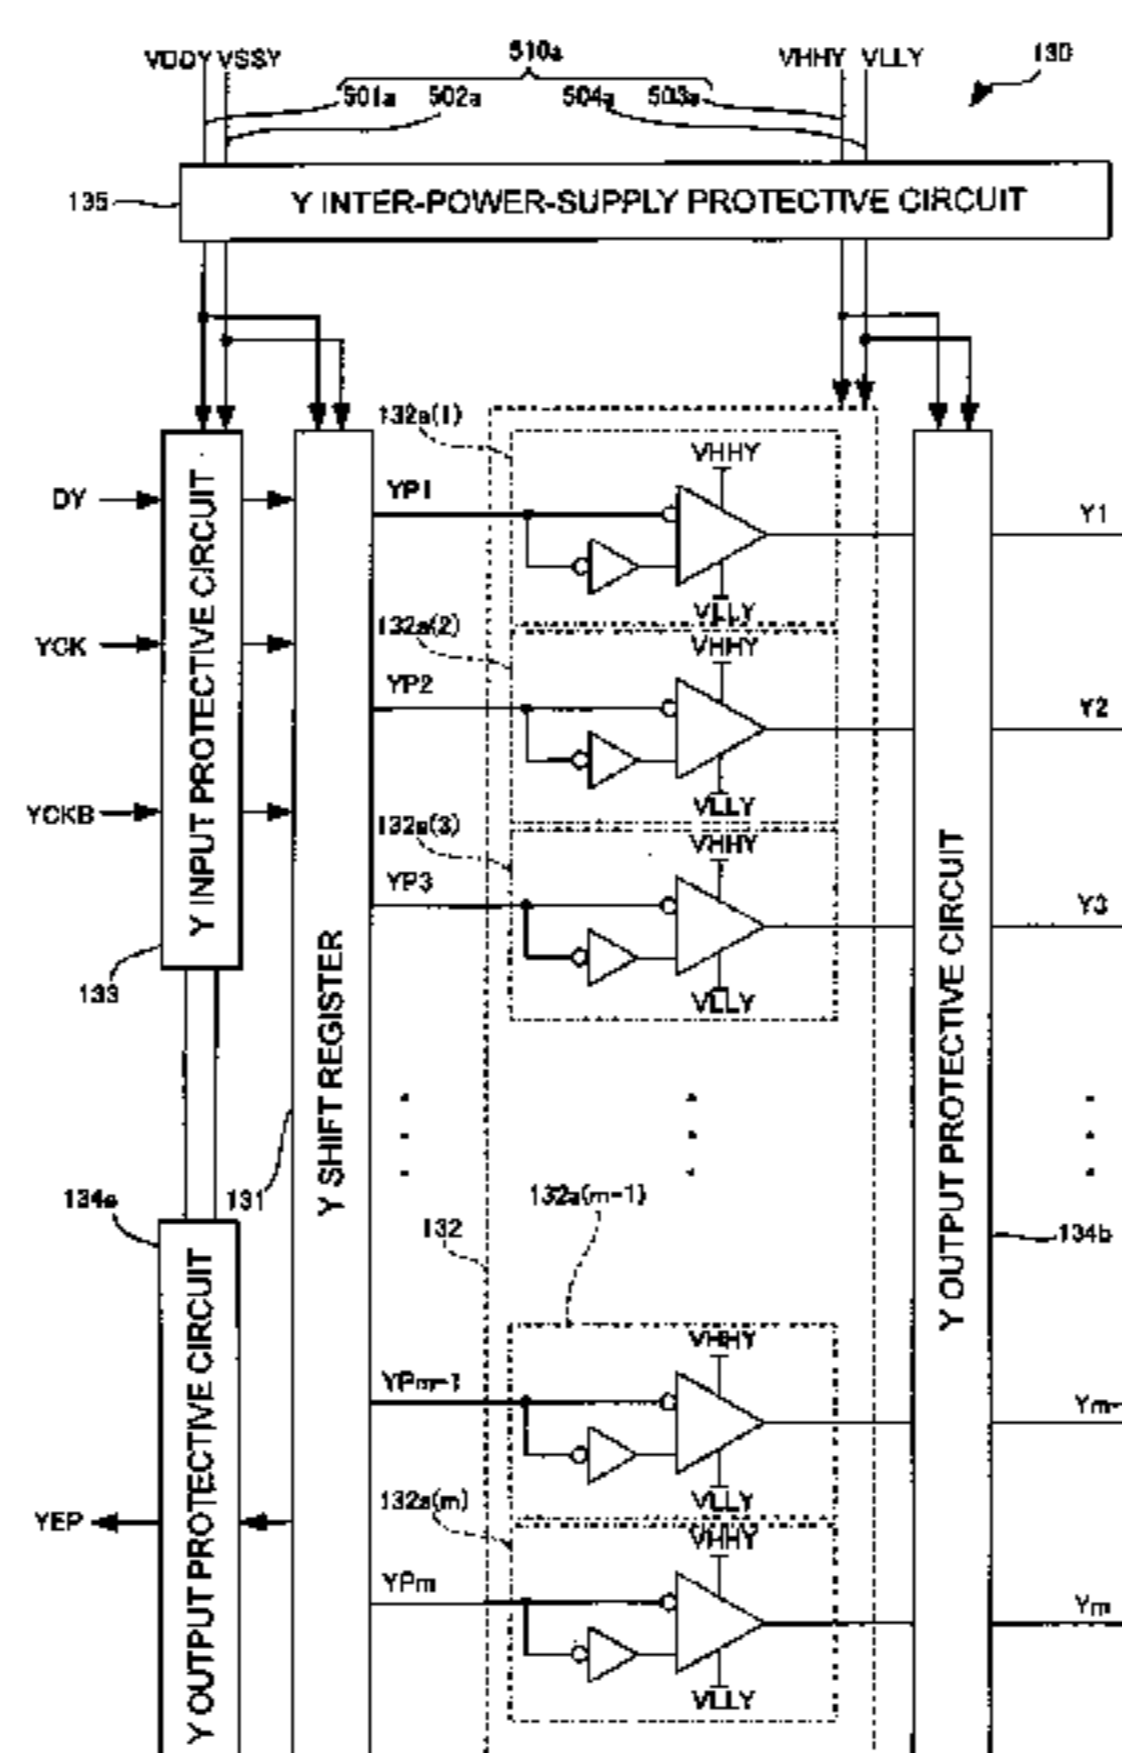 510a
130
VDDY VSSY
VHHY VLLY
501a 502a 504a 503a
135
Y INTER-POWER-SUPPLY PROTECTIVE CIRCUIT
132a(1)
VHHY
YP1
DY
Y1
VLLY
132a(2)
VHHY
YCK
YP2
Y2
VLLY
YCKB
132a(3)
VHHY
YP3
Y3
VLLY
Y INPUT PROTECTIVE CIRCUIT
133
Y SHIFT REGISTER
131
Y OUTPUT PROTECTIVE CIRCUIT
134b
134a
132
132a(m-1)
VHHY
YPm-1
Ym-
VLLY
132a(m)
VHHY
YEP
YPm
Ym
VLLY
Y OUTPUT PROTECTIVE CIRCUIT